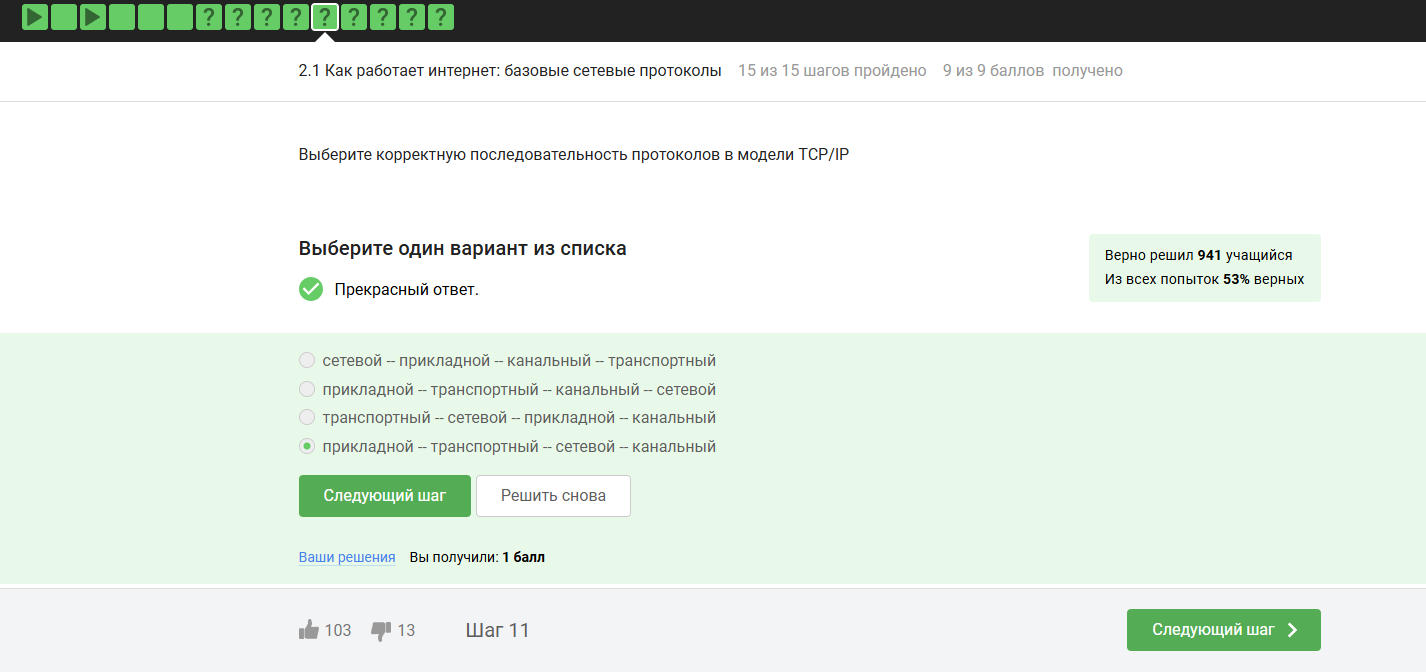 ? ? ? ? ? ? ? ? ?
2.1 Как работает интернет: базовые сетевые протоколы 15 из 15 шагов пройдено 9 из 9 баллов получено
Выберите корректную последовательность протоколов в модели TCP/IP
Выберите один вариант из списка
Прекрасный ответ.
Верно решил 941 учащийся
Из всех попыток 53% верных
сетевой -- прикладной -- канальный -- транспортный
прикладной -- транспортный -- канальный -- сетевой
транспортный -- сетевой -- прикладной -- канальный
прикладной -- транспортный -- сетевой -- канальный
Следующий шаг Решить снова
Ваши решения Вы получили: 1 балл
103 13 Шаг 11 Следующий шаг